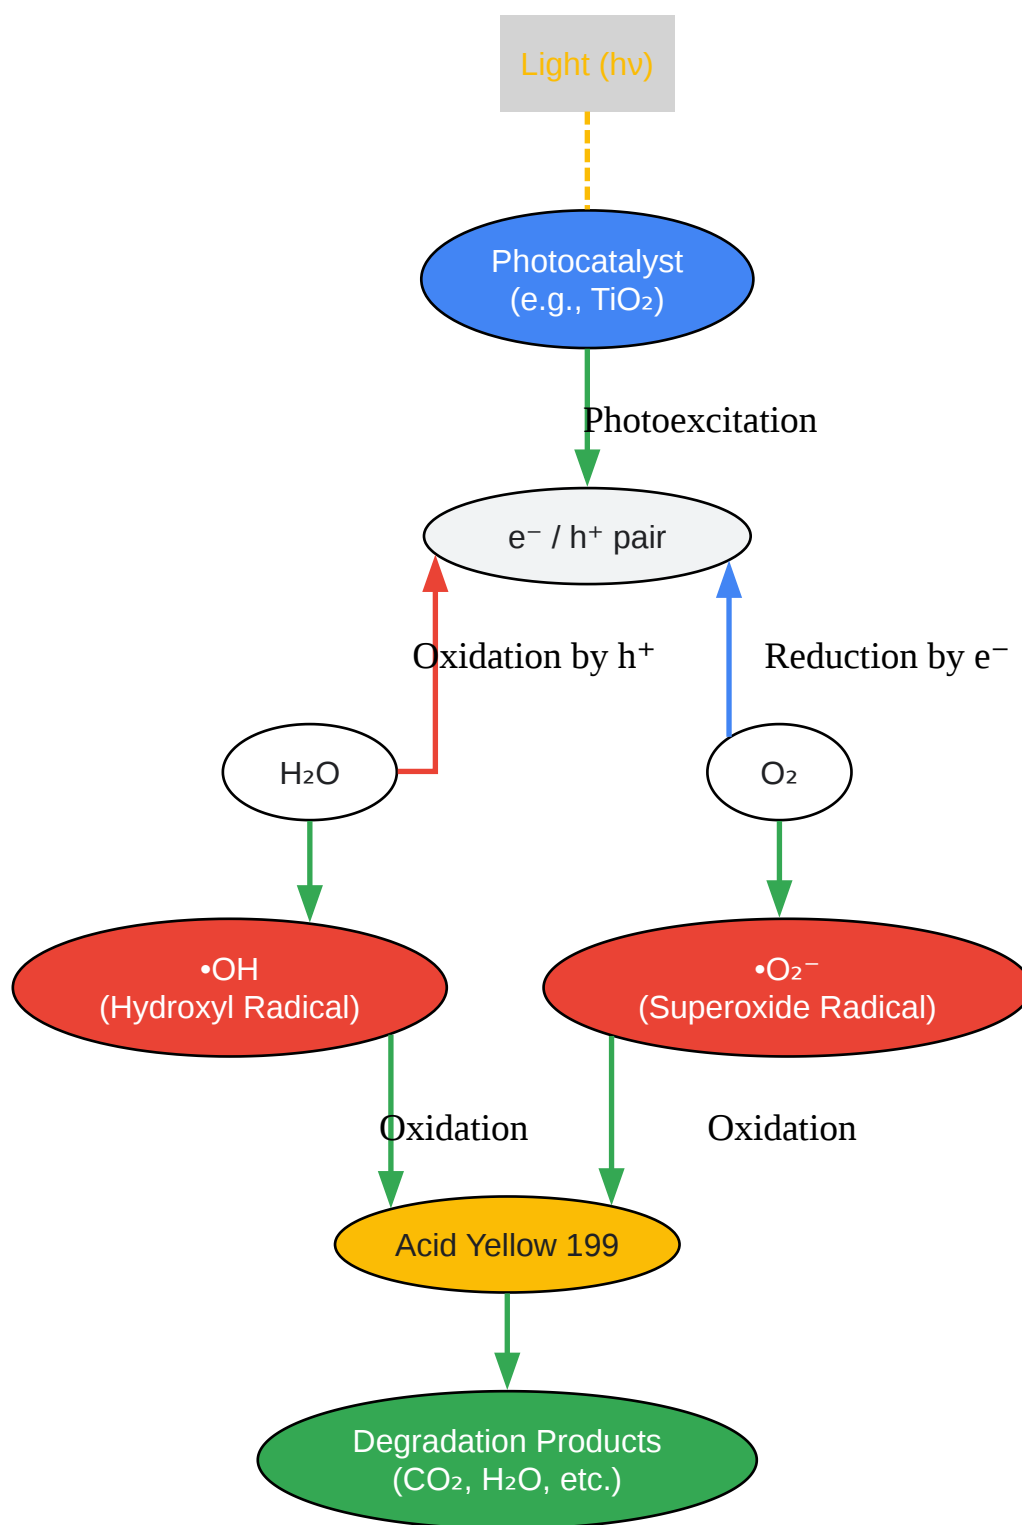 Light (hν)
Photocatalyst
(e.g., TiO₂)
Photoexcitation
e⁻ / h⁺ pair
Oxidation by h⁺
Reduction by e⁻
H₂O
O₂
•OH
(Hydroxyl Radical)
•O₂⁻
(Superoxide Radical)
Oxidation
Oxidation
Acid Yellow 199
Degradation Products
(CO₂, H₂O, etc.)